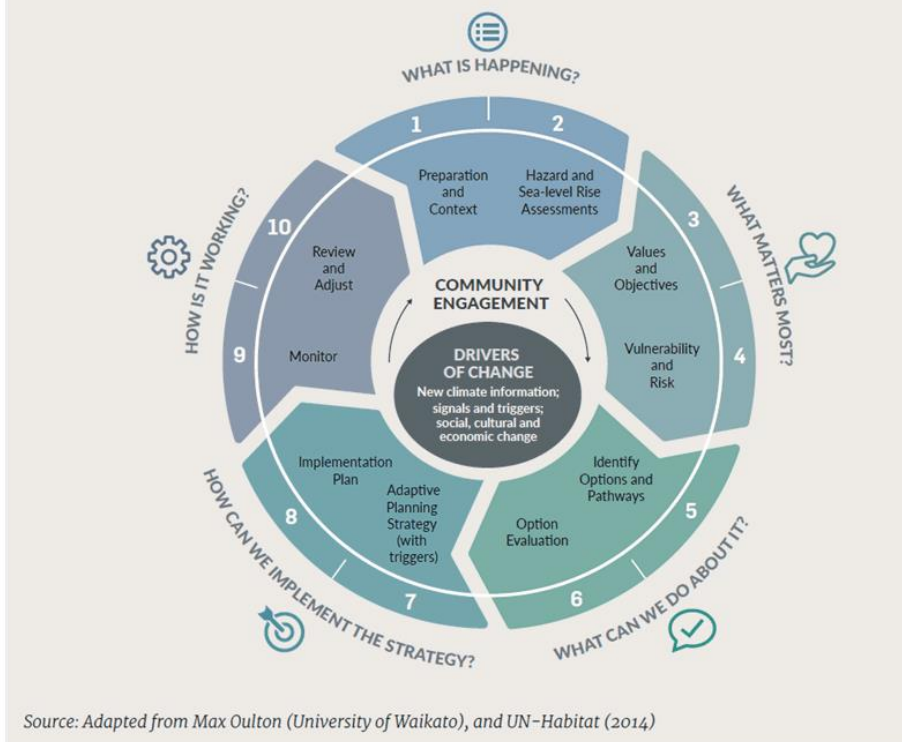 WHAT IS HAPPENING?
1
2
Preparation
and
Context
Hazard and
Sea-level Rise
Assessments
WHAT MATTERS MOST?
3
Values
and
Objectives
4
Vulnerability
and
Risk
WHAT CAN WE DO ABOUT IT?
5
Identify
Options and
Pathways
6
Option
Evaluation
HOW CAN WE IMPLEMENT THE STRATEGY?
7
Adaptive
Planning
Strategy
(with
triggers)
8
Implementation
Plan
HOW IS IT WORKING?
9
Monitor
10
Review
and
Adjust
COMMUNITY
ENGAGEMENT
DRIVERS
OF CHANGE
New climate information;
signals and triggers;
social, cultural and
economic change
Source: Adapted from Max Oulton (University of Waikato), and UN-Habitat (2014)